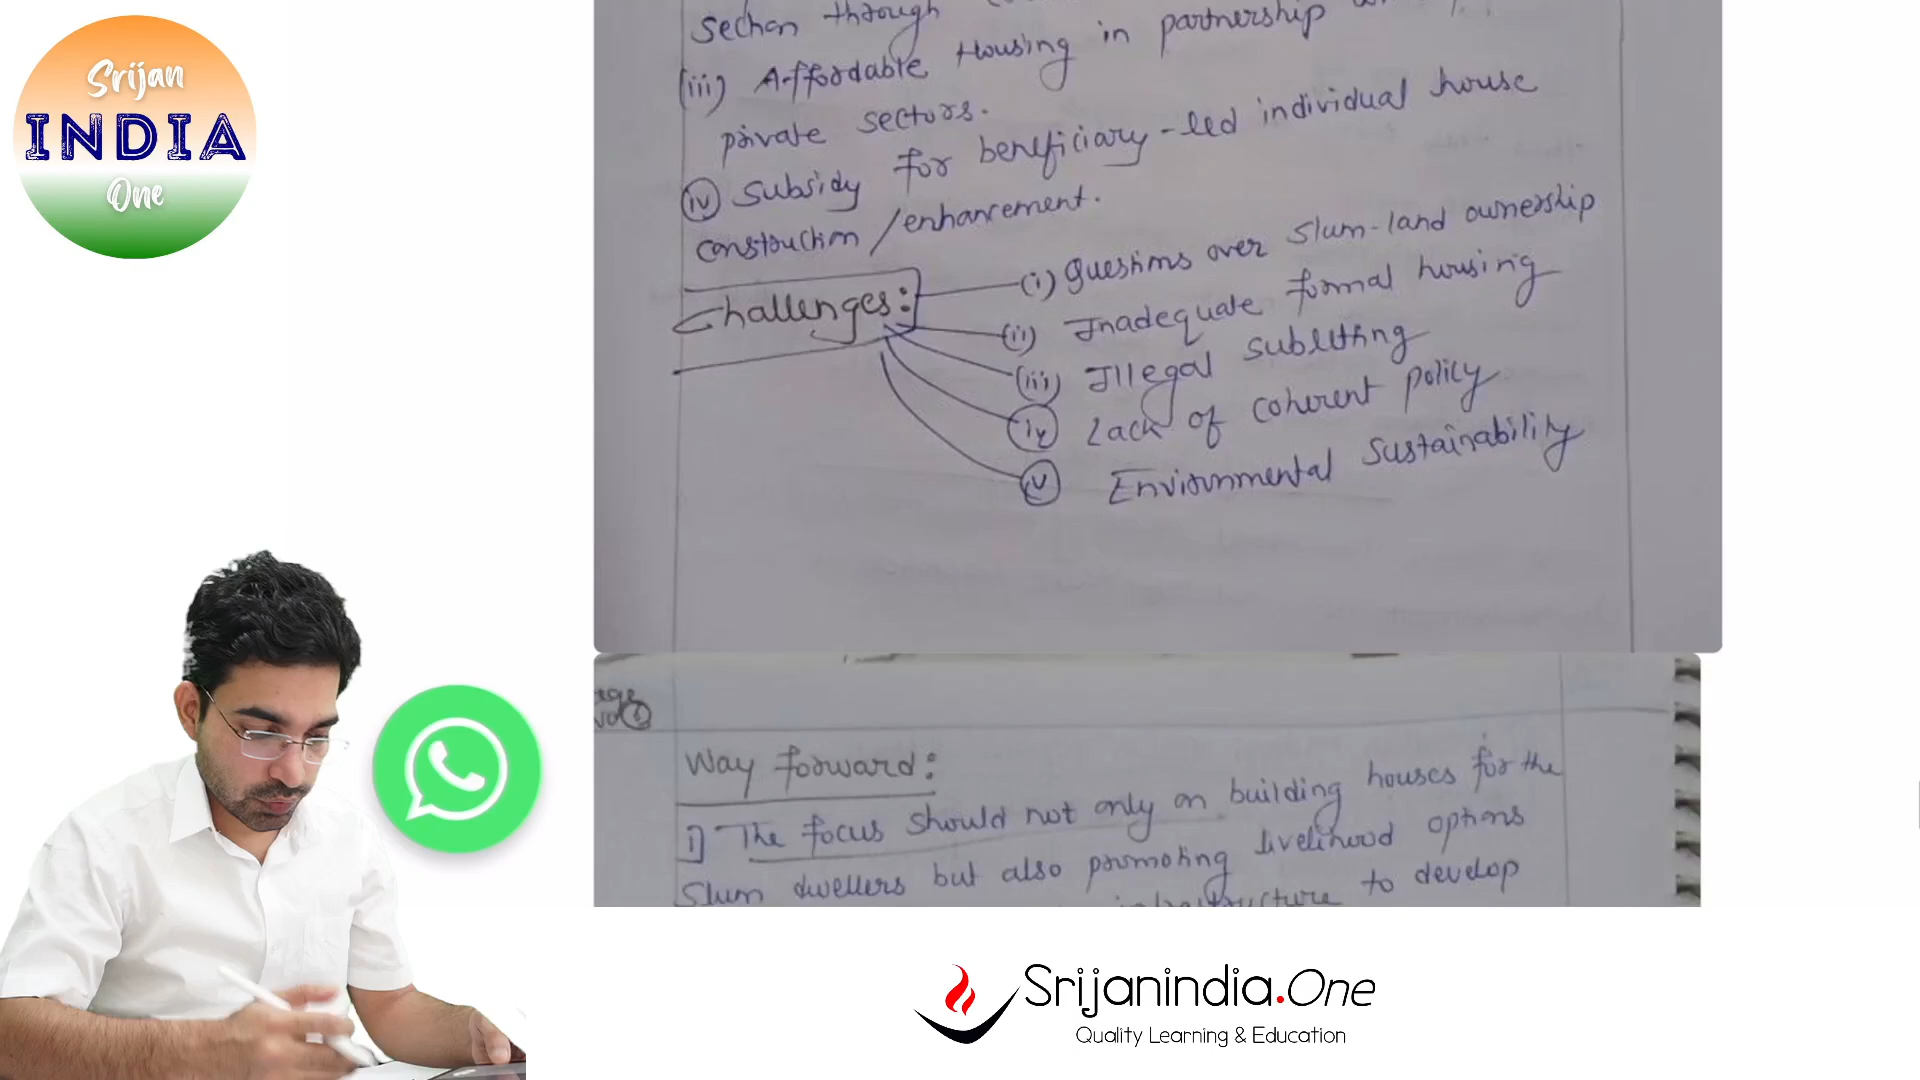 Srijan
INDIA
One
section through
(iii) Affordable Housing in partnership
private sectors.
(iv) subsidy for beneficiary-led individual house
construction/enhancement.
Challenges:
(i) Questions over slum-land ownership
(ii) Inadequate formal housing
(iii) Illegal subletting
(iv) Lack of coherent policy
(v) Environmental Sustainability
Way forward:
1] The focus should not only on building houses for the
slum dwellers but also promoting livelihood options
infrastructure to develop
Srijanindia.One
Quality Learning & Education